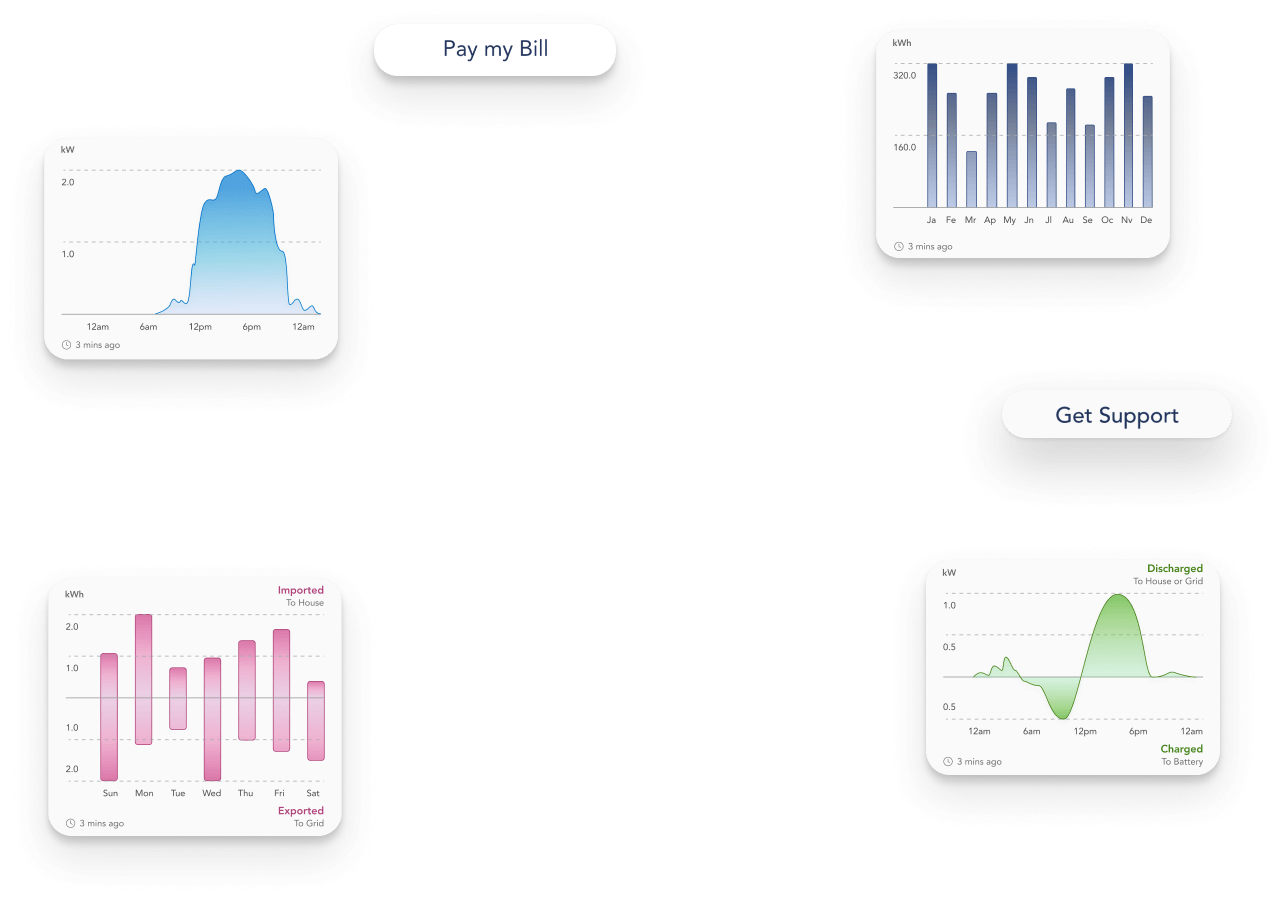 Pay my Bill
kWh
320.0
160.0
Ja Fe Mr Ap My Jn Jl Au Se Oc Nv De
3 mins ago
kW
2.0
1.0
12am 6am 12pm 6pm 12am
3 mins ago
Get Support
kWh
Imported
To House
2.0
1.0
1.0
2.0
Sun Mon Tue Wed Thu Fri Sat
Exported
To Grid
3 mins ago
kW
Discharged
To House or Grid
1.0
0.5
0.5
12am 6am 12pm 6pm 12am
Charged
To Battery
3 mins ago